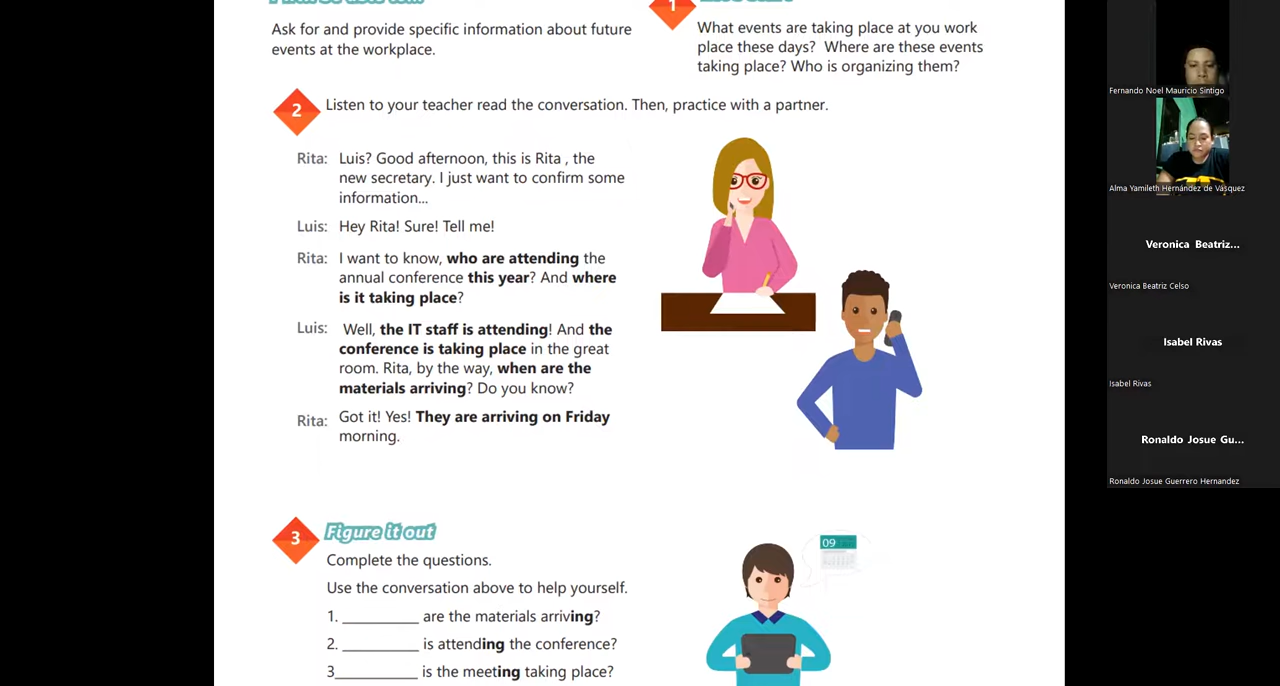 Ask for and provide specific information about future
events at the workplace.
1
What events are taking place at you work
place these days? Where are these events
taking place? Who is organizing them?
2
Listen to your teacher read the conversation. Then, practice with a partner.
Rita: Luis? Good afternoon, this is Rita , the
new secretary. I just want to confirm some
information...
Luis: Hey Rita! Sure! Tell me!
Rita: I want to know, who are attending the
annual conference this year? And where
is it taking place?
Luis: Well, the IT staff is attending! And the
conference is taking place in the great
room. Rita, by the way, when are the
materials arriving? Do you know?
Rita: Got it! Yes! They are arriving on Friday
morning.
3
Figure it out
Complete the questions.
Use the conversation above to help yourself.
1. _________ are the materials arriving?
2. _________ is attending the conference?
3__________ is the meeting taking place?
09
Fernando Noel Mauricio Sintigo
Alma Yamileth Hernández de Vásquez
Veronica Beatriz...
Veronica Beatriz Celso
Isabel Rivas
Isabel Rivas
Ronaldo Josue Gu...
Ronaldo Josue Guerrero Hernandez